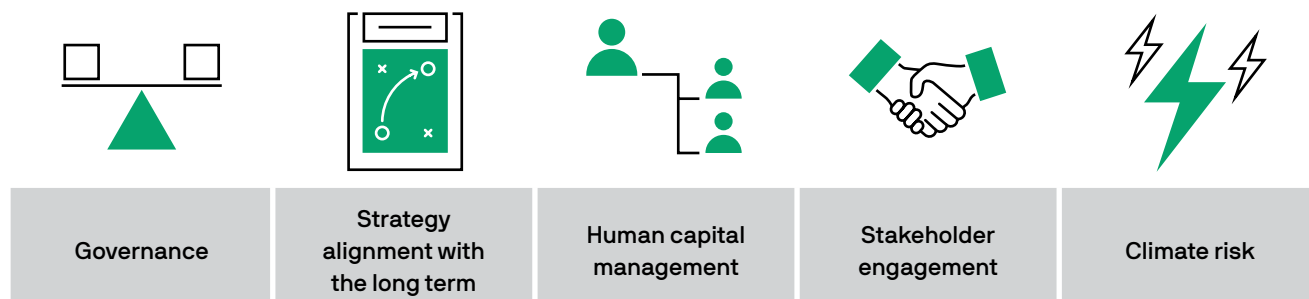 Governance
Strategy
alignment with
the long term
Human capital
management
Stakeholder
engagement
Climate risk